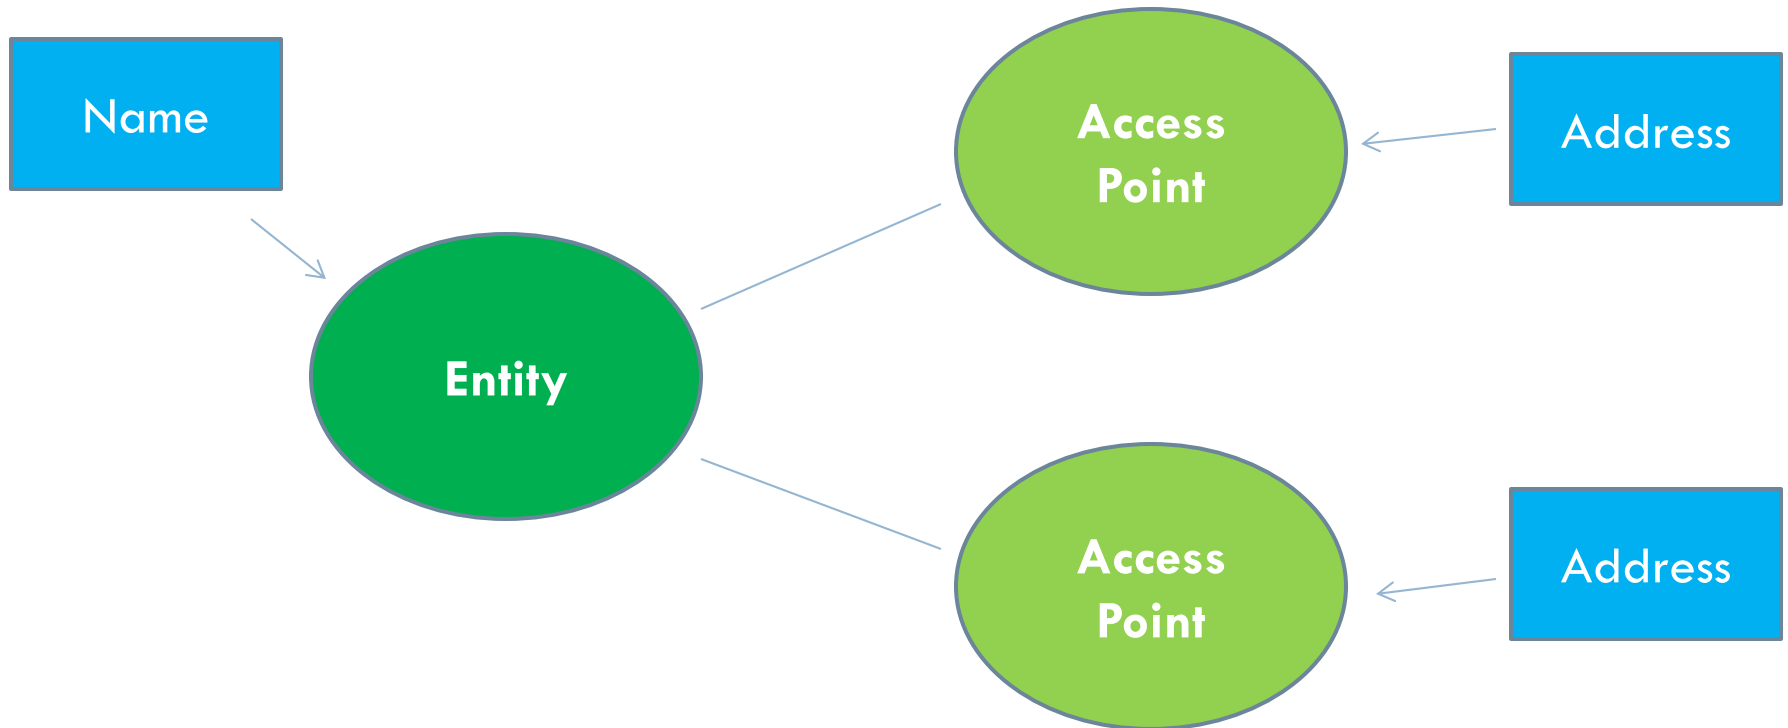 Name
Access
Point
Address
Entity
Access
Point
Address